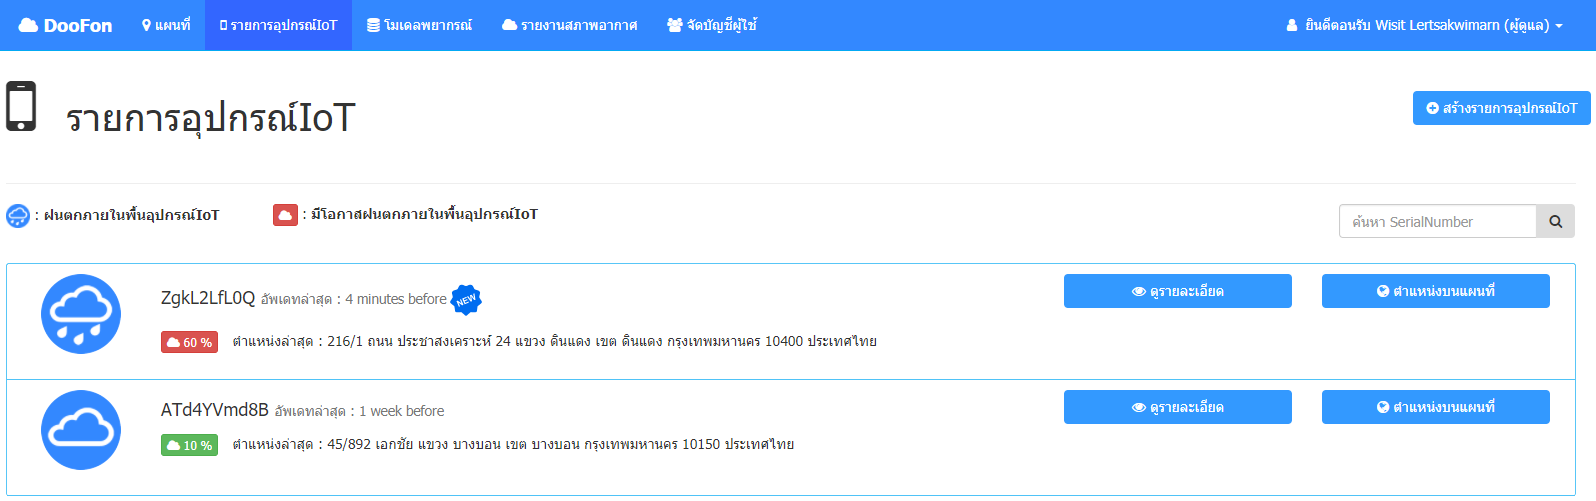 DooFon แผนที่ รายการอุปกรณ์IoT โมเดลพยากรณ์ รายงานสภาพอากาศ จัดบัญชีผู้ใช้ ยินดีตอนรับ Wisit Lertsakwimarn (ผู้ดูแล)
รายการอุปกรณ์IoT
สร้างรายการอุปกรณ์IoT
: ฝนตกภายในพื้นอุปกรณ์IoT : มีโอกาสฝนตกภายในพื้นอุปกรณ์IoT
ค้นหา SerialNumber
ZgkL2LfL0Q อัพเดทล่าสุด : 4 minutes before NEW
ดูรายละเอียด ตำแหน่งบนแผนที่
60 % ตำแหน่งล่าสุด : 216/1 ถนน ประชาสงเคราะห์ 24 แขวง ดินแดง เขต ดินแดง กรุงเทพมหานคร 10400 ประเทศไทย
ATd4YVmd8B อัพเดทล่าสุด : 1 week before
ดูรายละเอียด ตำแหน่งบนแผนที่
10 % ตำแหน่งล่าสุด : 45/892 เอกชัย แขวง บางบอน เขต บางบอน กรุงเทพมหานคร 10150 ประเทศไทย